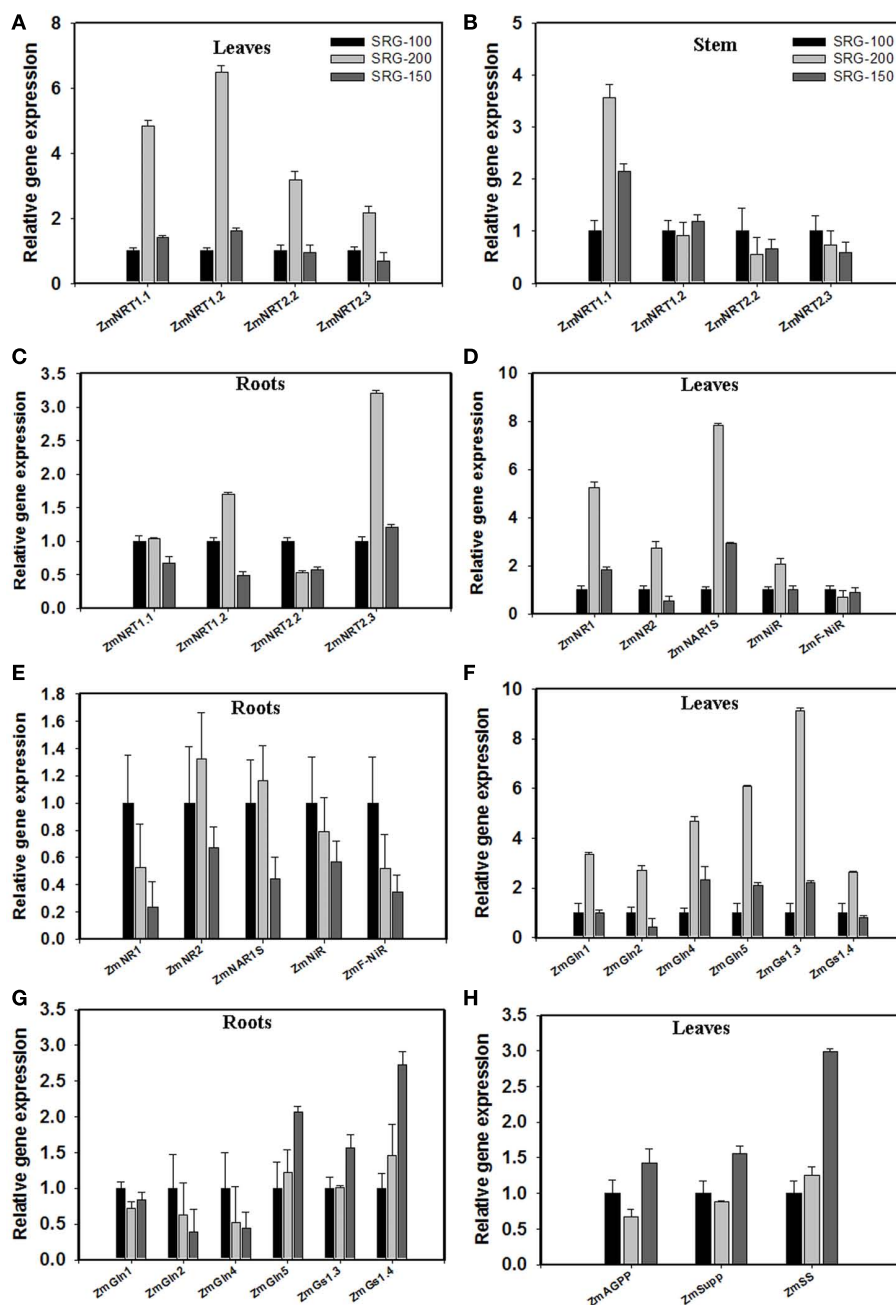 A
Leaves
SRG-100
SRG-200
SRG-150
Relative gene expression
8
6
4
2
0
ZmNRT1.1
ZmNRT1.2
ZmNRT2.2
ZmNRT2.3
B
Stem
SRG-100
SRG-200
SRG-150
Relative gene expression
5
4
3
2
1
0
ZmNRT1.1
ZmNRT1.2
ZmNRT2.2
ZmNRT2.3
C
Roots
Relative gene expression
3.5
3.0
2.5
2.0
1.5
1.0
0.5
0.0
ZmNRT1.1
ZmNRT1.2
ZmNRT2.2
ZmNRT2.3
D
Leaves
Relative gene expression
10
8
6
4
2
0
ZmNR1
ZmNR2
ZmNAR1S
ZmNiR
ZmF-NiR
E
Roots
Relative gene expression
1.8
1.6
1.4
1.2
1.0
0.8
0.6
0.4
0.2
0.0
ZmNR1
ZmNR2
ZmNAR1S
ZmNiR
ZmF-NiR
F
Leaves
Relative gene expression
10
8
6
4
2
0
ZmGln1
ZmGln2
ZmGln4
ZmGln5
ZmGs1.3
ZmGs1.4
G
Roots
Relative gene expression
3.5
3.0
2.5
2.0
1.5
1.0
0.5
0.0
ZmGln1
ZmGln2
ZmGln4
ZmGln5
ZmGs1.3
ZmGs1.4
H
Leaves
Relative gene expression
3.5
3.0
2.5
2.0
1.5
1.0
0.5
0.0
ZmAGPP
ZmSupp
ZmSS